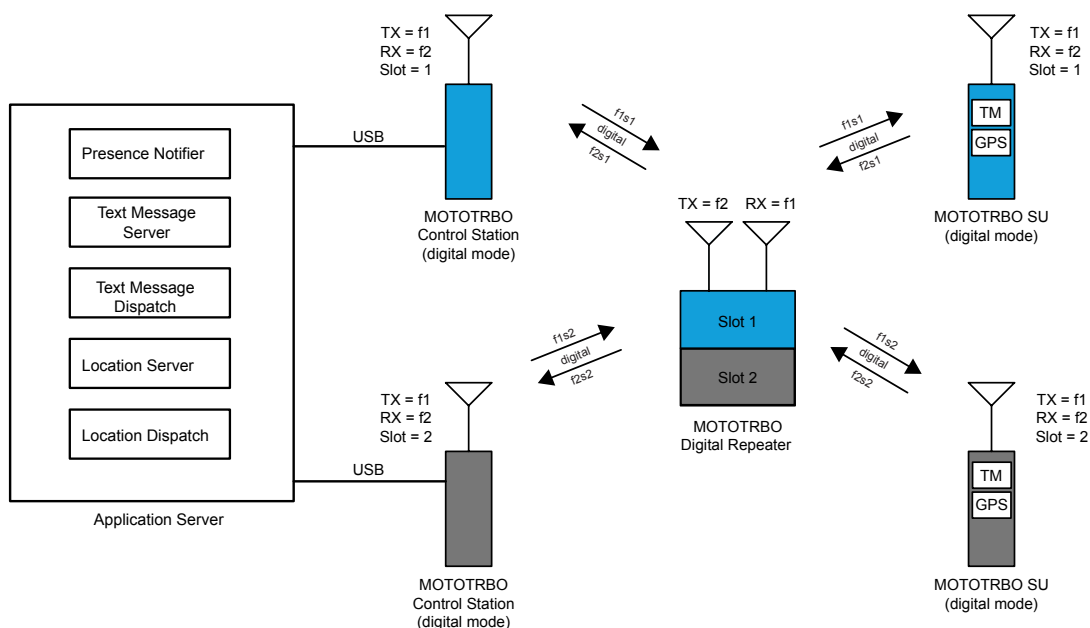 TX = f1
RX = f2
Slot = 1
USB
Presence Notifier
Text Message
Server
Text Message
Dispatch
Location Server
Location Dispatch
USB
Application Server
MOTOTRBO
Control Station
(digital mode)
f1s1
digital
f2s1
TX = f1
RX = f2
Slot = 2
MOTOTRBO
Control Station
(digital mode)
f1s2
digital
f2s2
TX = f2
RX = f1
Slot 1
Slot 2
MOTOTRBO
Digital Repeater
f1s1
digital
f2s1
TX = f1
RX = f2
Slot = 1
TM
GPS
MOTOTRBO SU
(digital mode)
f1s2
digital
f2s2
TX = f1
RX = f2
Slot = 2
TM
GPS
MOTOTRBO SU
(digital mode)